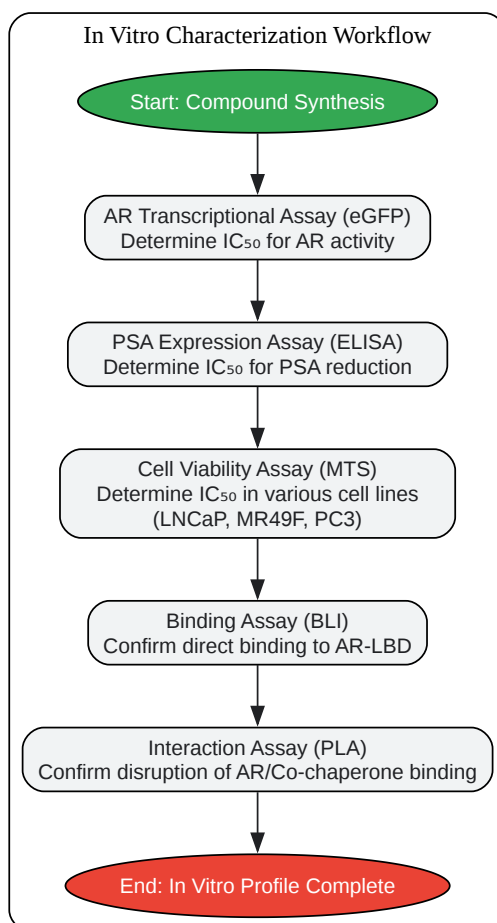 In Vitro Characterization Workflow
Start: Compound Synthesis
AR Transcriptional Assay (eGFP)
Determine IC₅₀ for AR activity
PSA Expression Assay (ELISA)
Determine IC₅₀ for PSA reduction
Cell Viability Assay (MTS)
Determine IC₅₀ in various cell lines
(LNCaP, MR49F, PC3)
Binding Assay (BLI)
Confirm direct binding to AR-LBD
Interaction Assay (PLA)
Confirm disruption of AR/Co-chaperone binding
End: In Vitro Profile Complete